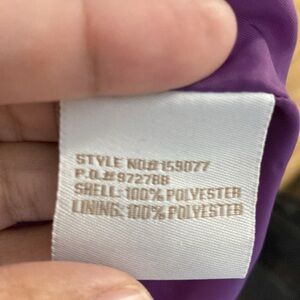 STYLE NO.# 159077
P.O.# 972788
SHELL: 100% POLYESTER
LINING: 100% POLYESTER